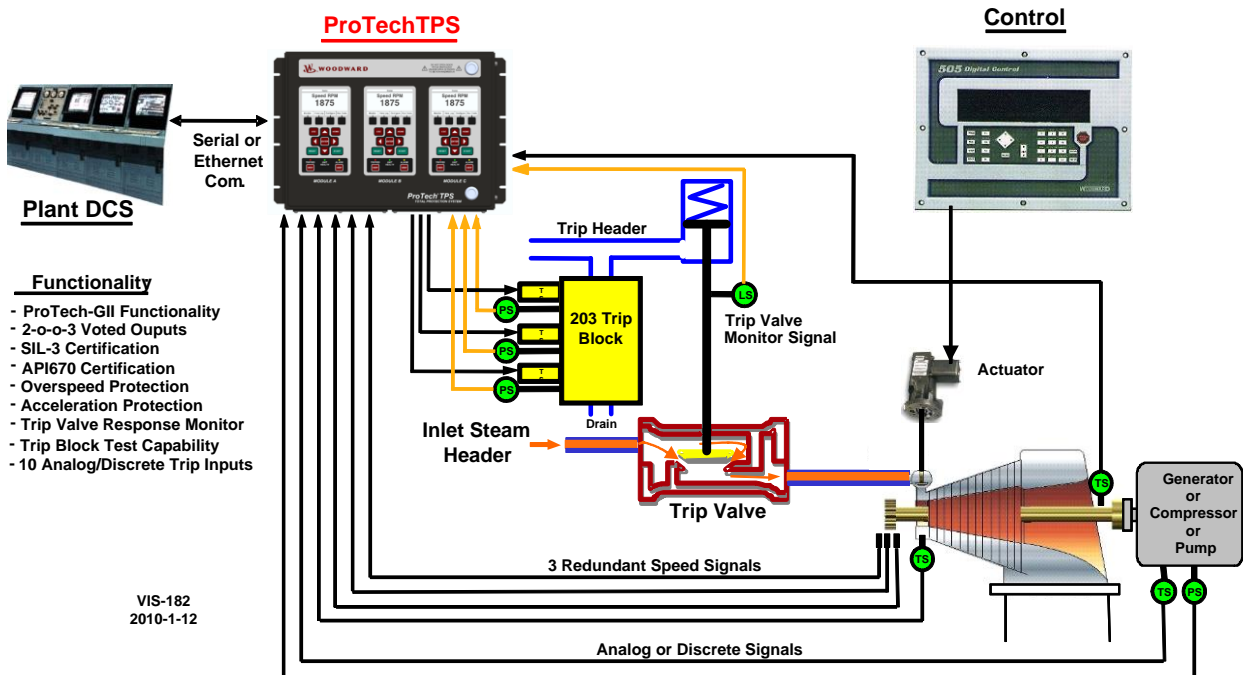 ProTechTPS
Control
WOODWARD
Speed RPM
1875
Speed RPM
1875
Speed RPM
1875
MODULE A
MODULE B
MODULE C
ProTech TPS
TOTAL PROTECTION SYSTEM
505 Digital Control
WOODWARD
Serial or
Ethernet
Com.
Plant DCS
Trip Header
Functionality
- ProTech-GII Functionality
- 2-o-o-3 Voted Ouputs
- SIL-3 Certification
- API670 Certification
- Overspeed Protection
- Acceleration Protection
- Trip Valve Response Monitor
- Trip Block Test Capability
- 10 Analog/Discrete Trip Inputs
PS
PS
PS
203 Trip
Block
LS
Trip Valve
Monitor Signal
Actuator
Drain
Inlet Steam
Header
Trip Valve
TS
Generator
or
Compressor
or
Pump
TS
TS
PS
3 Redundant Speed Signals
VIS-182
2010-1-12
Analog or Discrete Signals